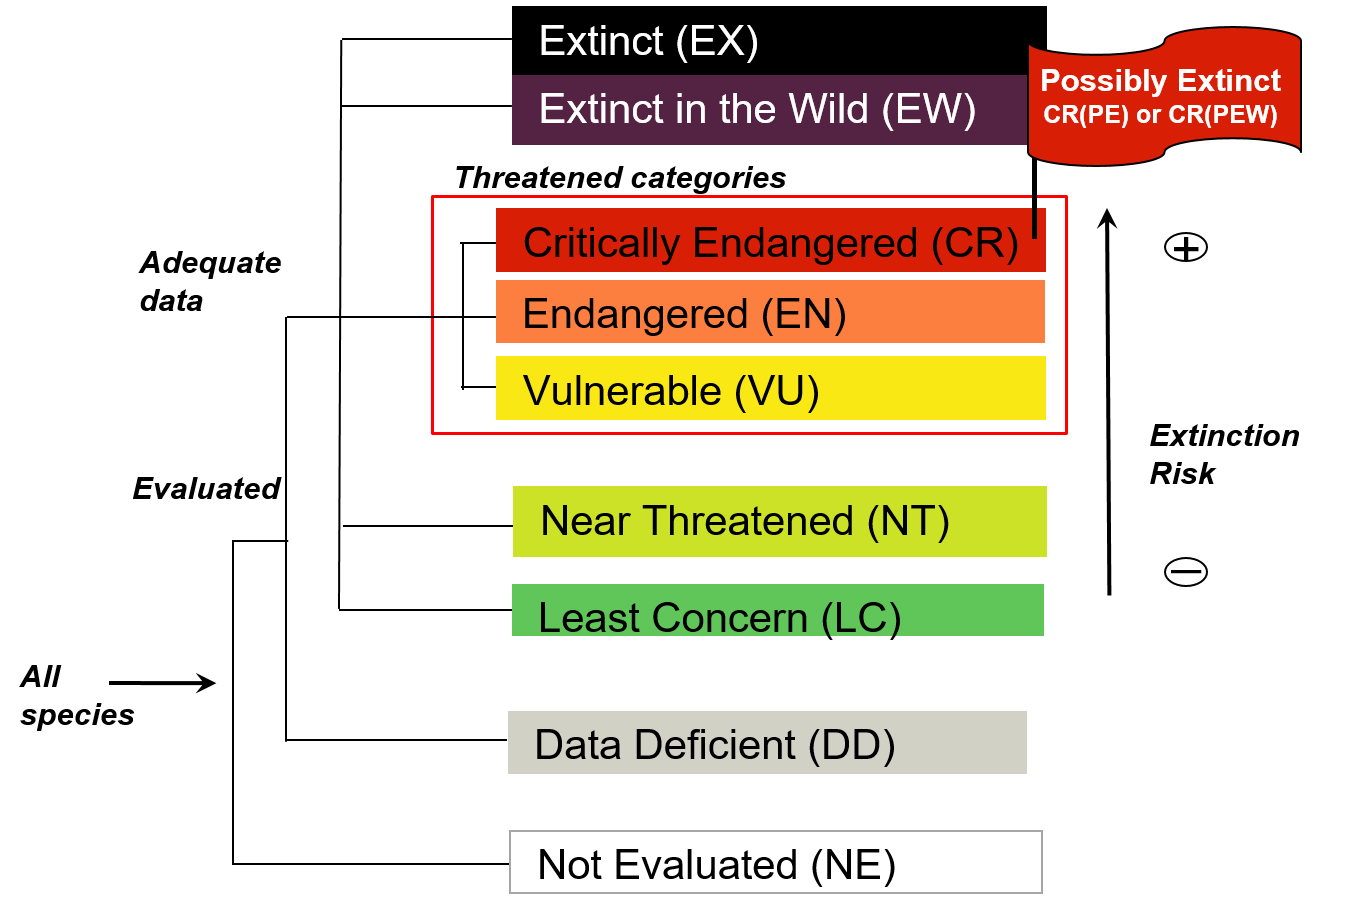 Extinct (EX)
Extinct in the Wild (EW)
Possibly Extinct
CR(PE) or CR(PEW)
Threatened categories
Critically Endangered (CR)
Endangered (EN)
Vulnerable (VU)
Adequate
data
Extinction
Risk
Evaluated
Near Threatened (NT)
Least Concern (LC)
All
species
Data Deficient (DD)
Not Evaluated (NE)